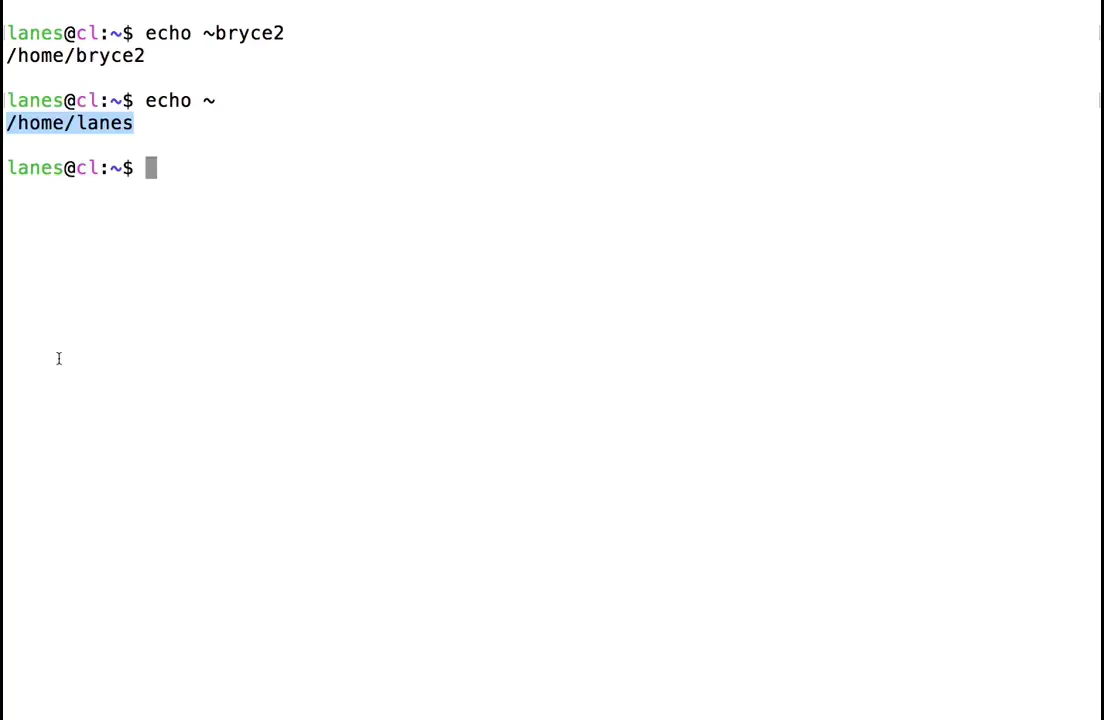 lanes@cl:~$ echo ~bryce2
/home/bryce2
lanes@cl:~$ echo ~
/home/lanes
lanes@cl:~$